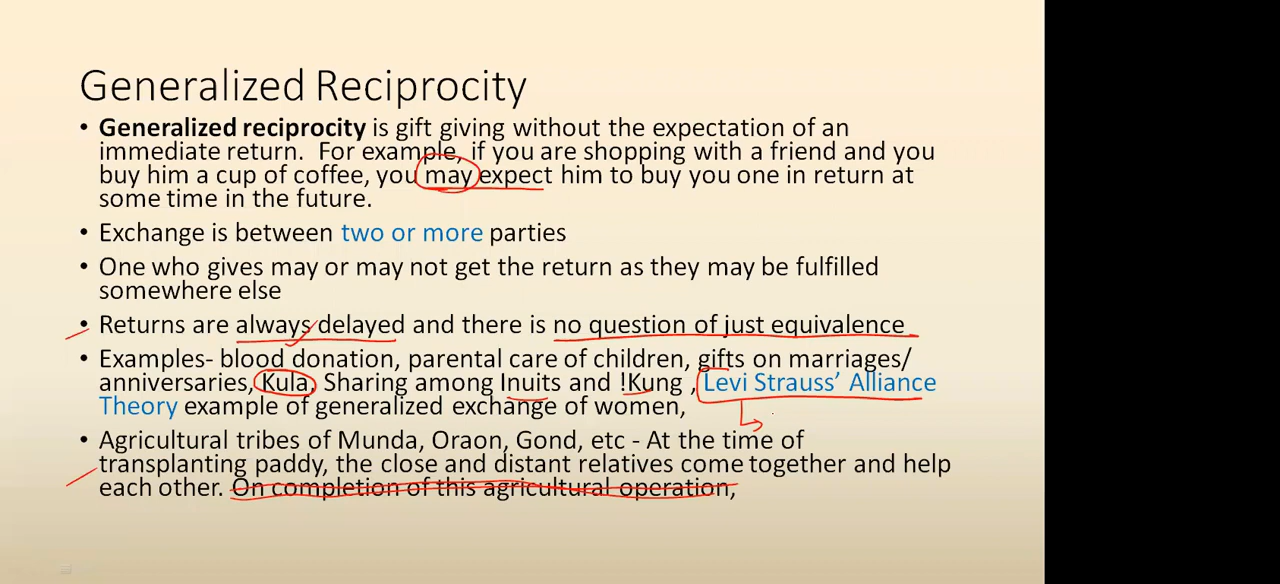 Generalized Reciprocity
• Generalized reciprocity is gift giving without the expectation of an
immediate return. For example, if you are shopping with a friend and you
buy him a cup of coffee, you may expect him to buy you one in return at
some time in the future.
• Exchange is between two or more parties
• One who gives may or may not get the return as they may be fulfilled
somewhere else
• Returns are always delayed and there is no question of just equivalence
• Examples- blood donation, parental care of children, gifts on marriages/
anniversaries, Kula, Sharing among Inuits and !Kung , Levi Strauss’ Alliance
Theory example of generalized exchange of women,
• Agricultural tribes of Munda, Oraon, Gond, etc - At the time of
transplanting paddy, the close and distant relatives come together and help
each other. On completion of this agricultural operation,